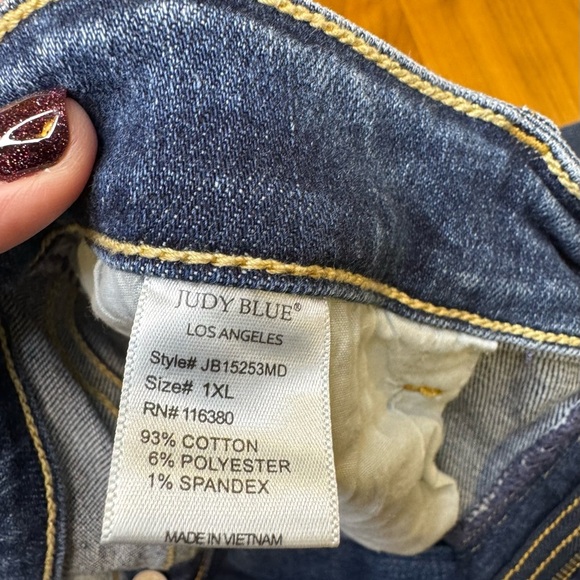 JUDY BLUE®
LOS ANGELES
Style# JB15253MD
Size# 1XL
RN# 116380
93% COTTON
6% POLYESTER
1% SPANDEX
MADE IN VIETNAM